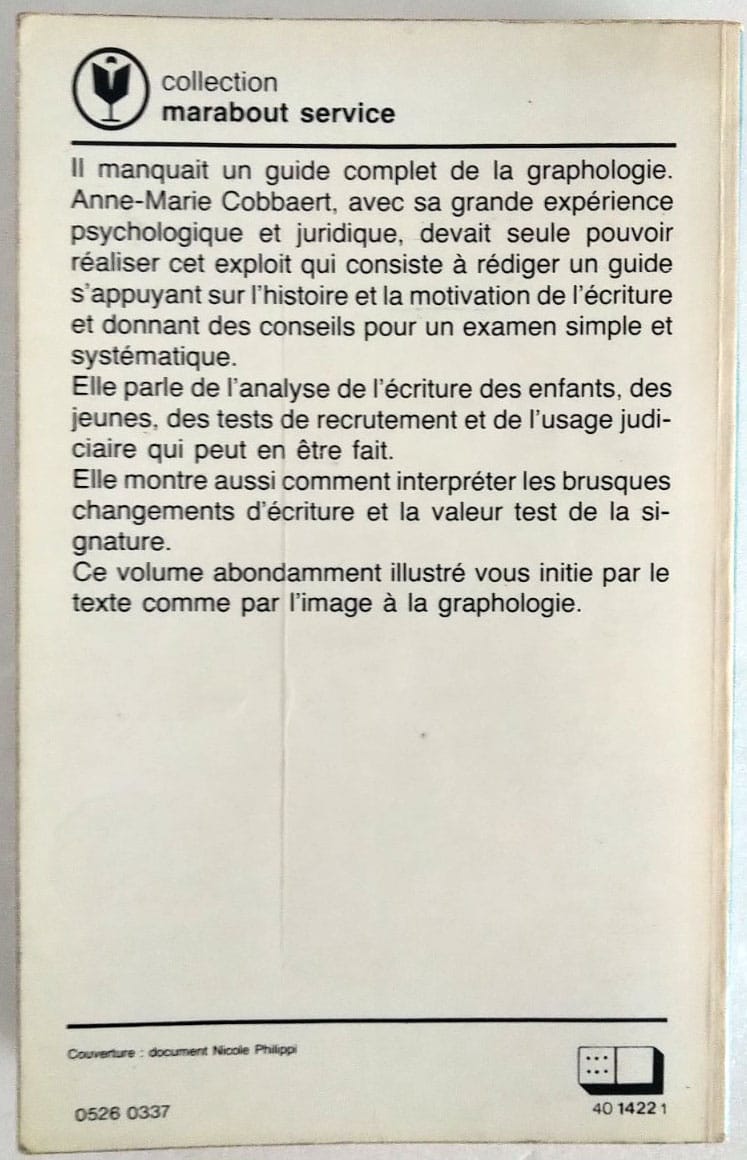 collection
marabout service
Il manquait un guide complet de la graphologie.
Anne-Marie Cobbaert, avec sa grande expérience
psychologique et juridique, devait seule pouvoir
réaliser cet exploit qui consiste à rédiger un guide
s'appuyant sur l'histoire et la motivation de l'écriture
et donnant des conseils pour un examen simple et
systématique.
Elle parle de l'analyse de l'écriture des enfants, des
jeunes, des tests de recrutement et de l'usage judi-
ciaire qui peut en être fait.
Elle montre aussi comment interpréter les brusques
changements d'écriture et la valeur test de la si-
gnature.
Ce volume abondamment illustré vous initie par le
texte comme par l'image à la graphologie.
Couverture : document Nicole Philippi
0526 0337
40 1422 1